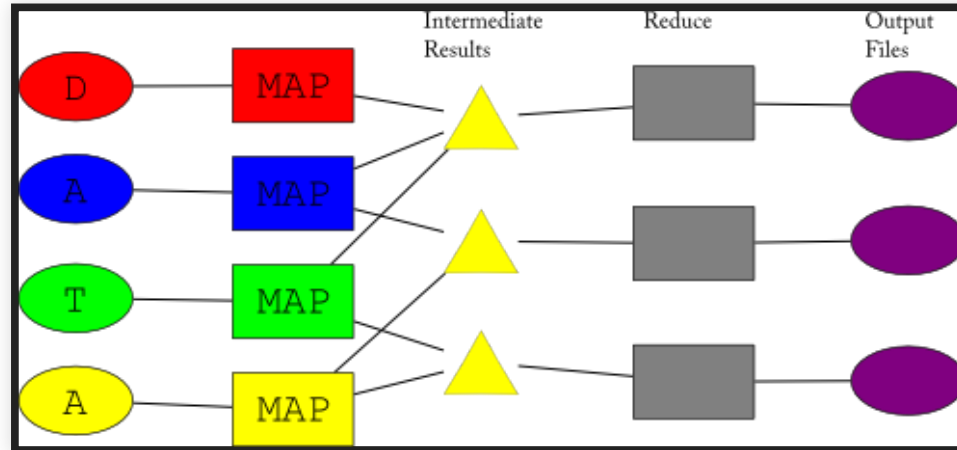 Intermediate
Results
Reduce
Output
Files
D
MAP
A
MAP
T
MAP
A
MAP